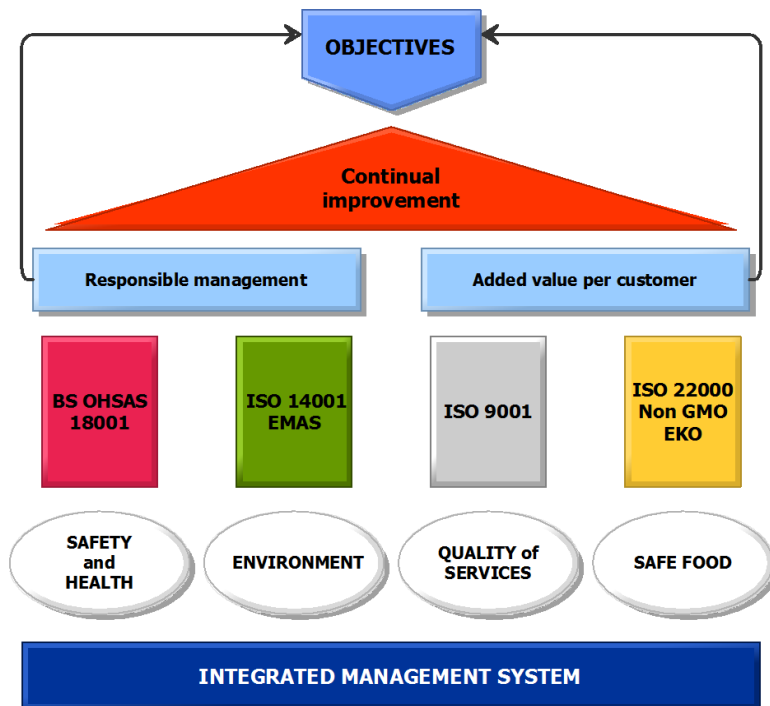 OBJECTIVES
Continual
improvement
Responsible management
Added value per customer
BS OHSAS
18001
ISO 14001
EMAS
ISO 9001
ISO 22000
Non GMO
EKO
SAFETY
and
HEALTH
ENVIRONMENT
QUALITY of
SERVICES
SAFE FOOD
INTEGRATED MANAGEMENT SYSTEM